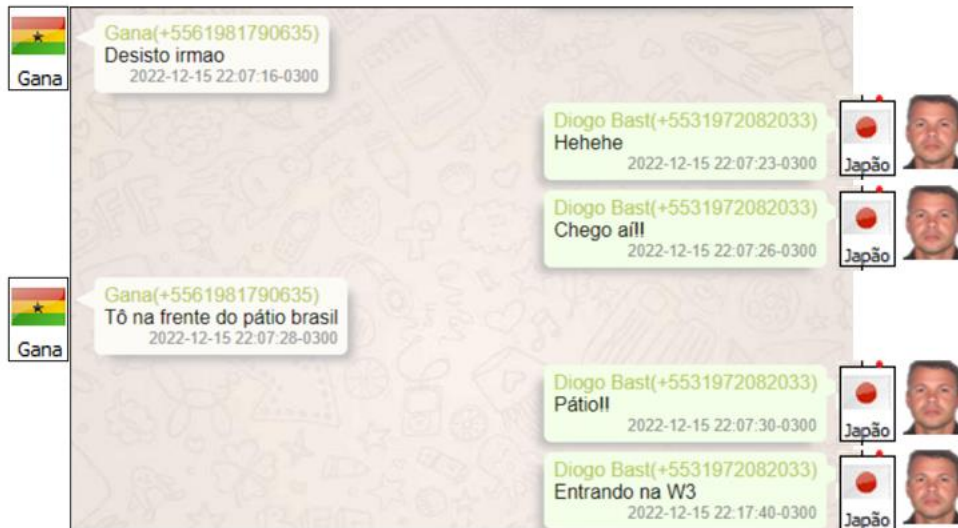 Gana
Gana(+5561981790635)
Desisto irmao
2022-12-15 22:07:16-0300
Diogo Bast(+5531972082033)
Hehehe
2022-12-15 22:07:23-0300
Japão
Diogo Bast(+5531972082033)
Chego aí!!
2022-12-15 22:07:26-0300
Japão
Gana
Gana(+5561981790635)
Tô na frente do pátio brasil
2022-12-15 22:07:28-0300
Diogo Bast(+5531972082033)
Pátio!!
2022-12-15 22:07:30-0300
Japão
Diogo Bast(+5531972082033)
Entrando na W3
2022-12-15 22:17:40-0300
Japão